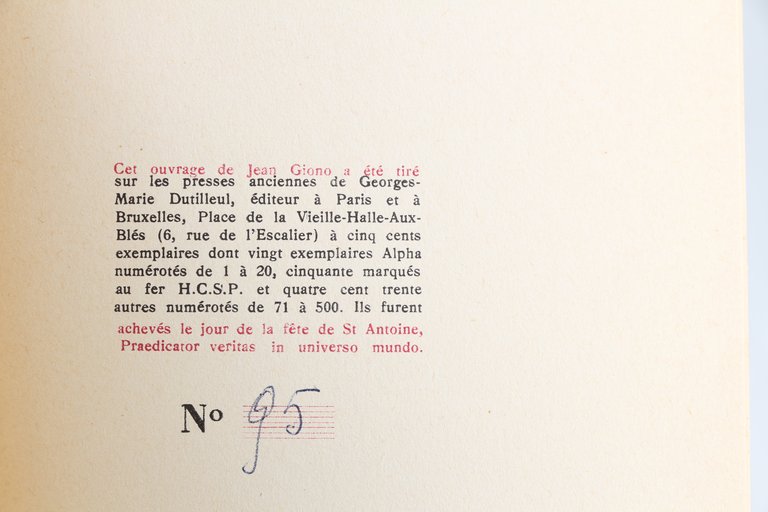 Cet ouvrage de Jean Giono a été tiré
sur les presses anciennes de Georges-
Marie Dutilleul, éditeur à Paris et à
Bruxelles, Place de la Vieille-Halle-Aux-
Blés (6, rue de l'Escalier) à cinq cents
exemplaires dont vingt exemplaires Alpha
numérotés de 1 à 20, cinquante marqués
au fer H.C.S.P. et quatre cent trente
autres numérotés de 71 à 500. Ils furent
achevés le jour de la fête de St Antoine,
Praedicator veritas in universo mundo.
No 95